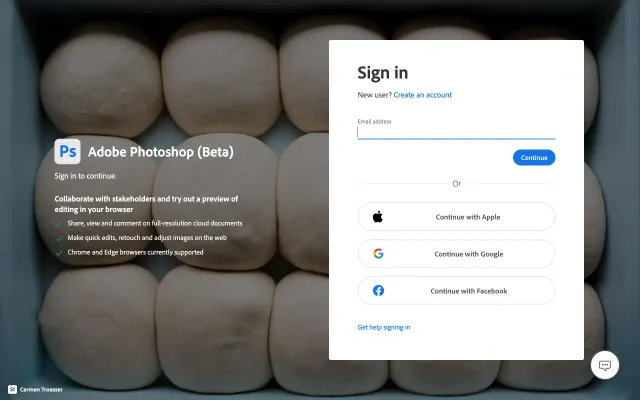 Ps Adobe Photoshop (Beta)
Sign in to continue.
Collaborate with stakeholders and try out a preview of
editing in your browser
Share, view and comment on full-resolution cloud documents
Make quick edits, retouch and adjust images on the web
Chrome and Edge browsers currently supported
St Carmen Troesser
Sign in
New user? Create an account
Email address
Continue
Or
Continue with Apple
Continue with Google
Continue with Facebook
Get help signing in